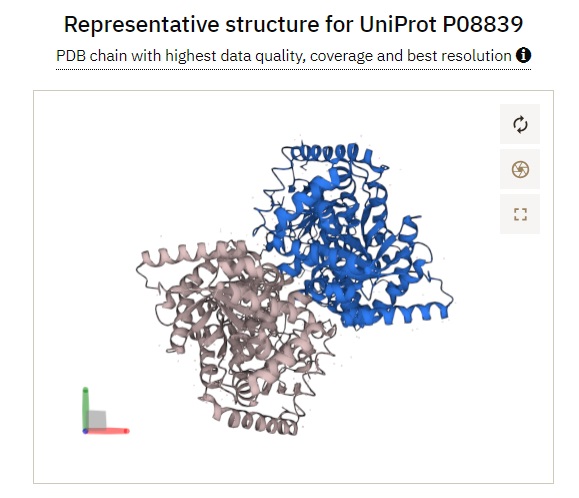 Representative structure for UniProt P08839
PDB chain with highest data quality, coverage and best resolution